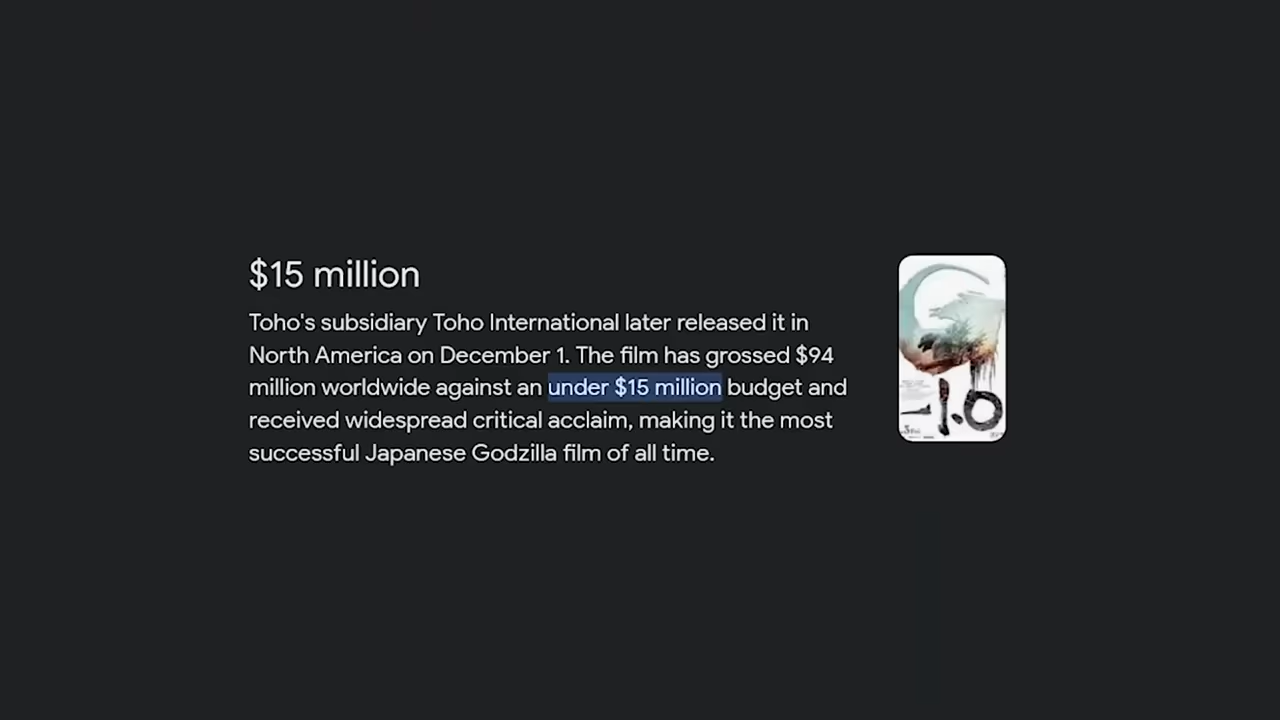 $15 million
Toho's subsidiary Toho International later released it in
North America on December 1. The film has grossed $94
million worldwide against an under $15 million budget and
received widespread critical acclaim, making it the most
successful Japanese Godzilla film of all time.
-1.0